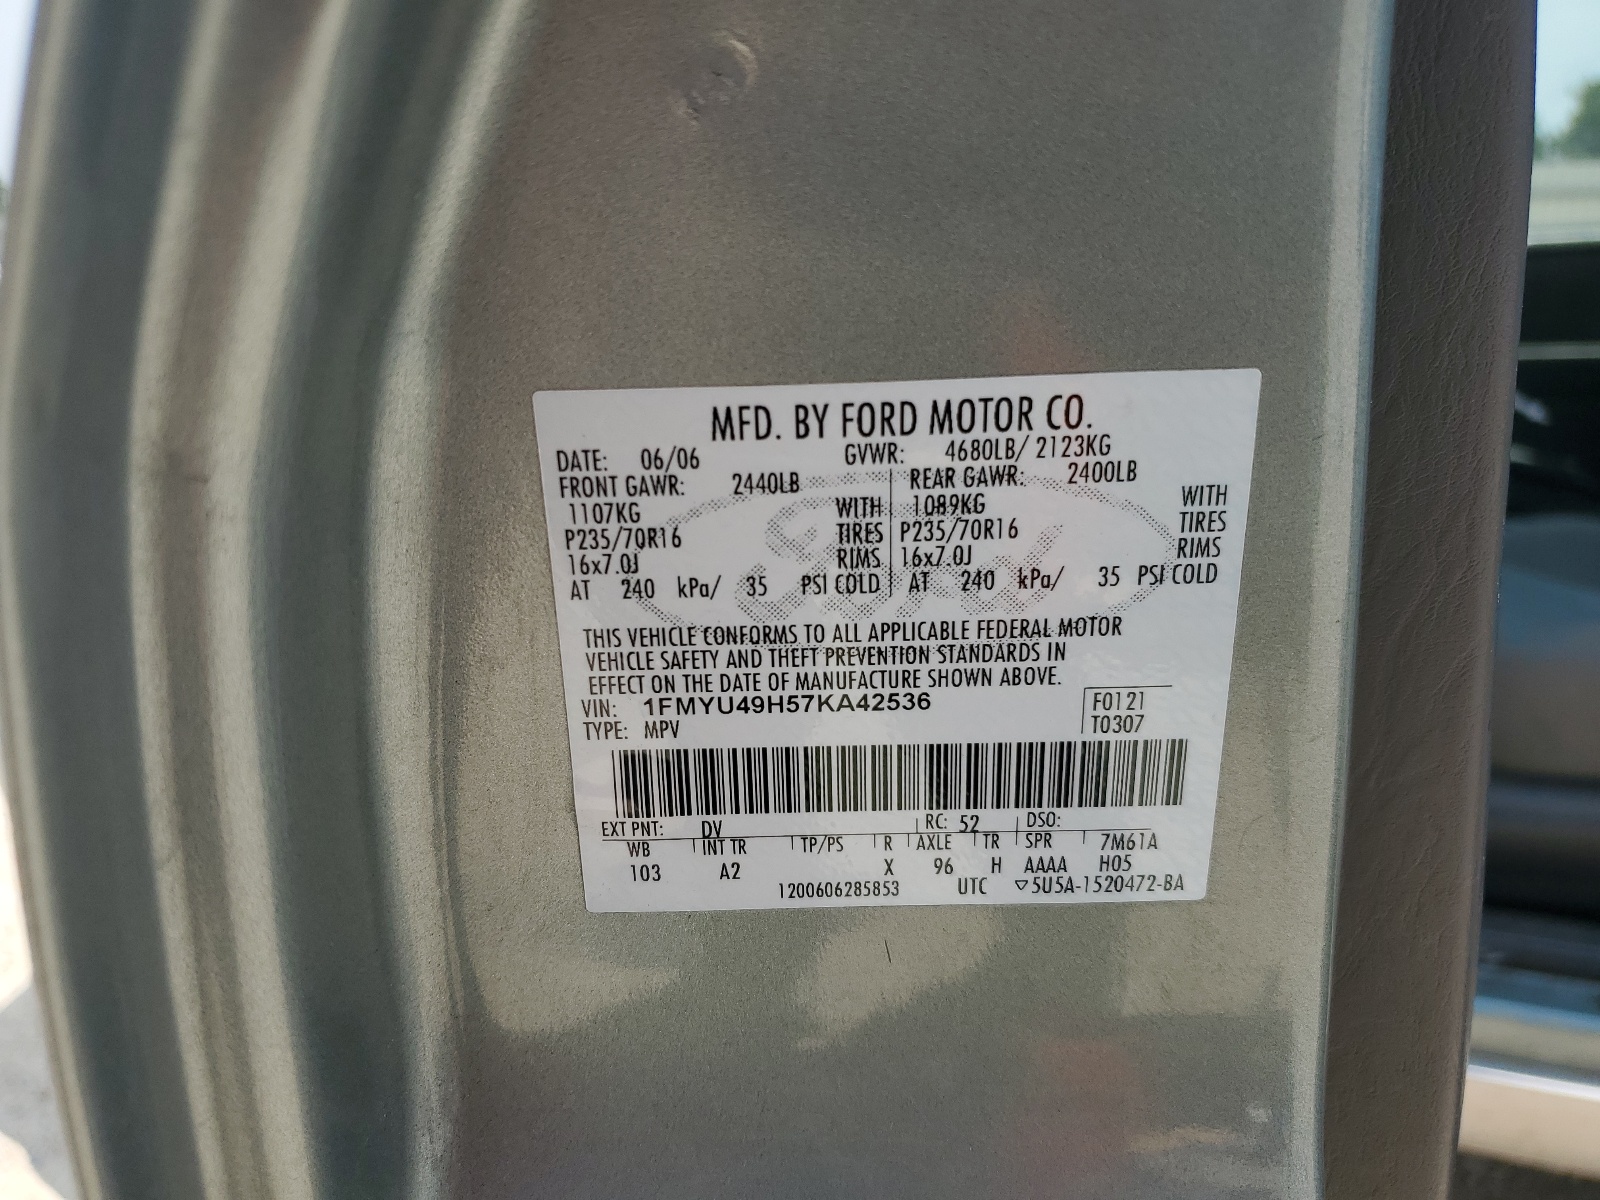 MFD. BY FORD MOTOR CO.
DATE: 06/06 GVWR: 4680LB/ 2123KG
FRONT GAWR: 2440LB REAR GAWR: 2400LB
1107KG WITH 1089KG WITH
P235/70R16 TIRES P235/70R16 TIRES
16x7.0J RIMS 16x7.0J RIMS
AT 240 kPa/ 35 PSI COLD AT 240 kPa/ 35 PSI COLD
Ford
THIS VEHICLE CONFORMS TO ALL APPLICABLE FEDERAL MOTOR
VEHICLE SAFETY AND THEFT PREVENTION STANDARDS IN
EFFECT ON THE DATE OF MANUFACTURE SHOWN ABOVE.
VIN: 1FMYU49H57KA42536 F0121
TYPE: MPV T0307
EXT PNT: DV RC: 52 DSO:
WB INT TR TP/PS R AXLE TR SPR 7M61A
103 A2 X 96 H AAAA H05
1200606285853 UTC ▽5U5A-1520472-BA